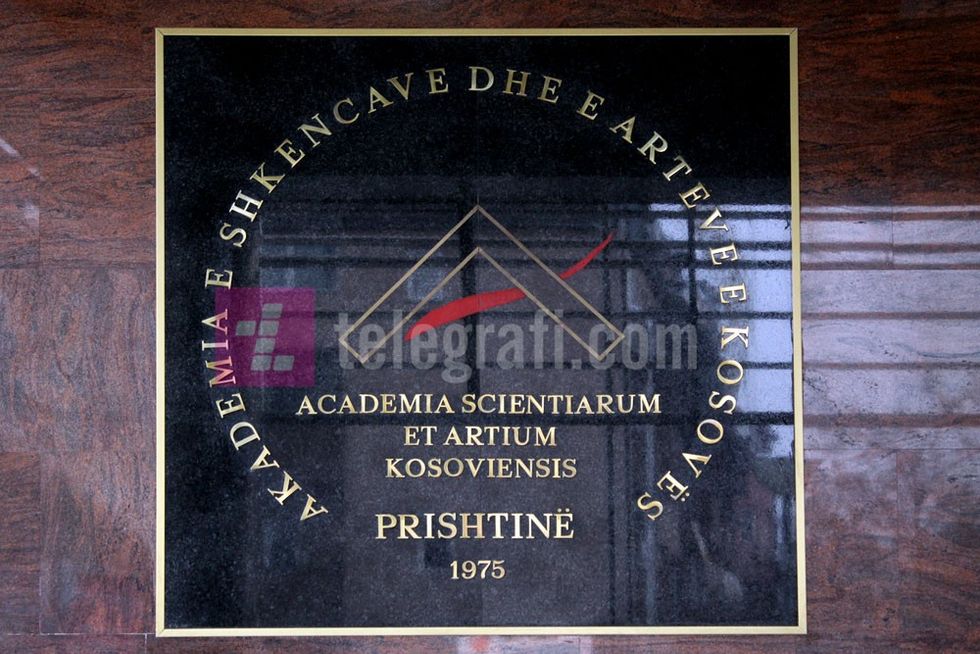 AKADEMIA E SHKENCAVE DHE E ARTEVE E KOSOVËS
telegrafi.com
ACADEMIA SCIENTIARUM
ET ARTIUM
KOSOVIENSIS
PRISHTINË
1975